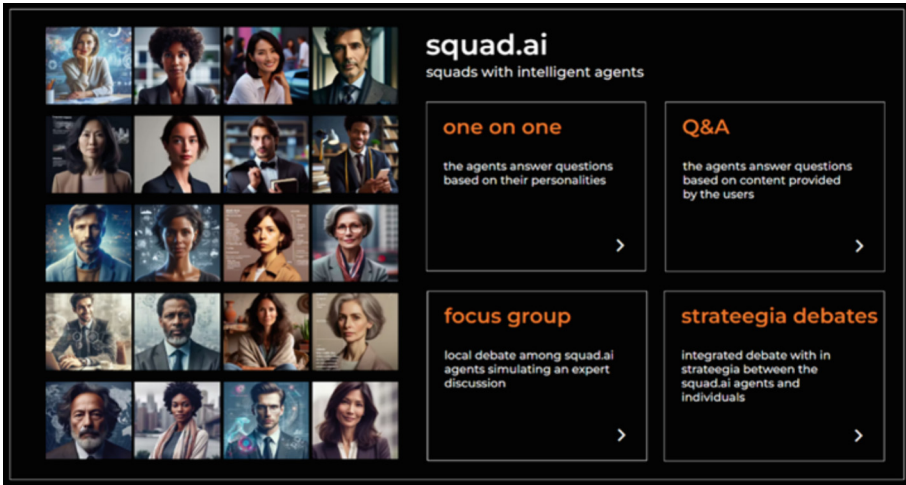 squad.ai
squads with intelligent agents
one on one
the agents answer questions
based on their personalities
Q&A
the agents answer questions
based on content provided
by the users
focus group
local debate among squad.ai
agents simulating an expert
discussion
strateegia debates
integrated debate with in
strateegia between the
squad.ai agents and
individuals